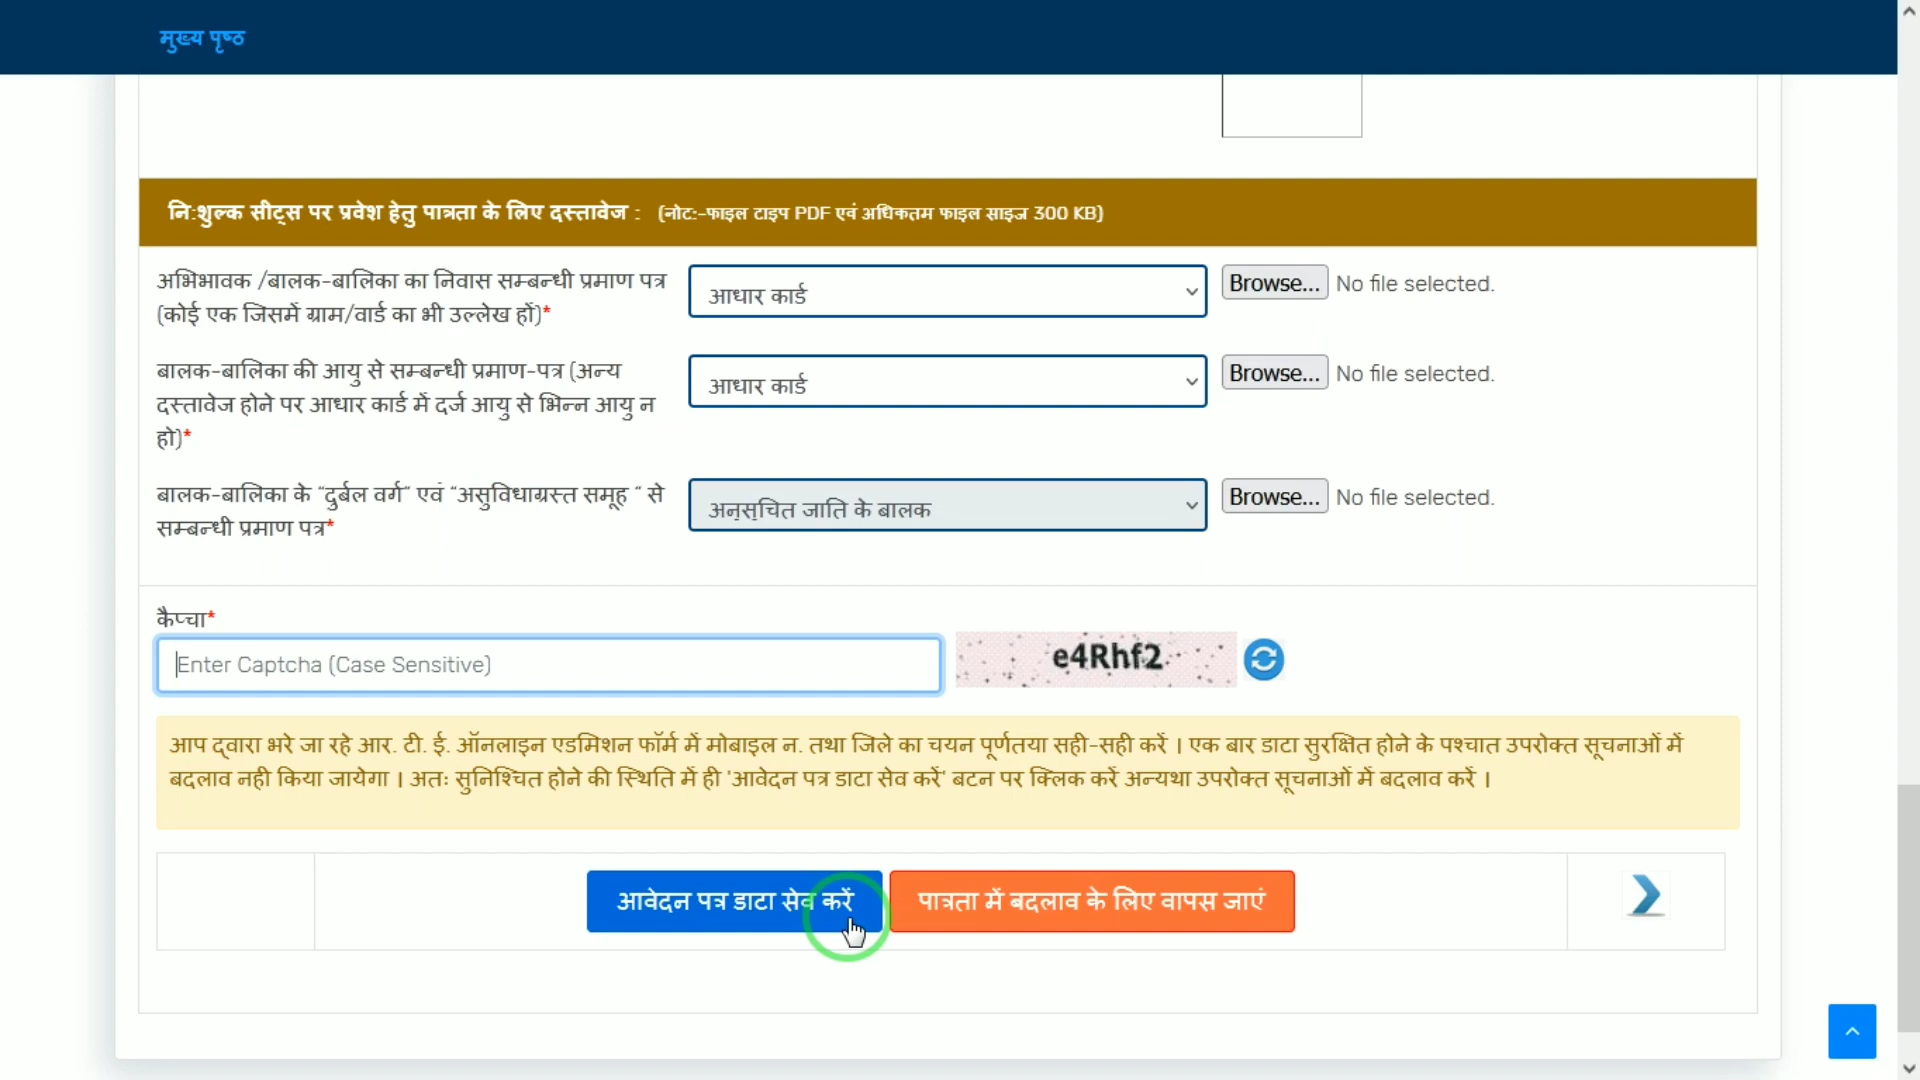 मुख्य पृष्ठ
नि:शुल्क सीट्स पर प्रवेश हेतु पात्रता के लिए दस्तावेज : (नोट:-फाइल टाइप PDF एवं अधिकतम फाइल साइज 300 KB)
अभिभावक /बालक-बालिका का निवास सम्बन्धी प्रमाण पत्र
(कोई एक जिसमें ग्राम/वार्ड का भी उल्लेख हों)*
आधार कार्ड
Browse... No file selected.
बालक-बालिका की आयु से सम्बन्धी प्रमाण-पत्र (अन्य
दस्तावेज होने पर आधार कार्ड में दर्ज आयु से भिन्न आयु न
हो)*
आधार कार्ड
Browse... No file selected.
बालक-बालिका के "दुर्बल वर्ग" एवं "असुविधाग्रस्त समूह " से
सम्बन्धी प्रमाण पत्र*
अनुसूचित जाति के बालक
Browse... No file selected.
कैप्चा*
Enter Captcha (Case Sensitive)
e4Rhf2
आप द्वारा भरे जा रहे आर. टी. ई. ऑनलाइन एडमिशन फॉर्म में मोबाइल न. तथा जिले का चयन पूर्णतया सही-सही करें । एक बार डाटा सुरक्षित होने के पश्चात उपरोक्त सूचनाओं में
बदलाव नही किया जायेगा । अतः सुनिश्चित होने की स्थिति में ही 'आवेदन पत्र डाटा सेव करें' बटन पर क्लिक करें अन्यथा उपरोक्त सूचनाओं में बदलाव करें ।
आवेदन पत्र डाटा सेव करें
पात्रता में बदलाव के लिए वापस जाएं